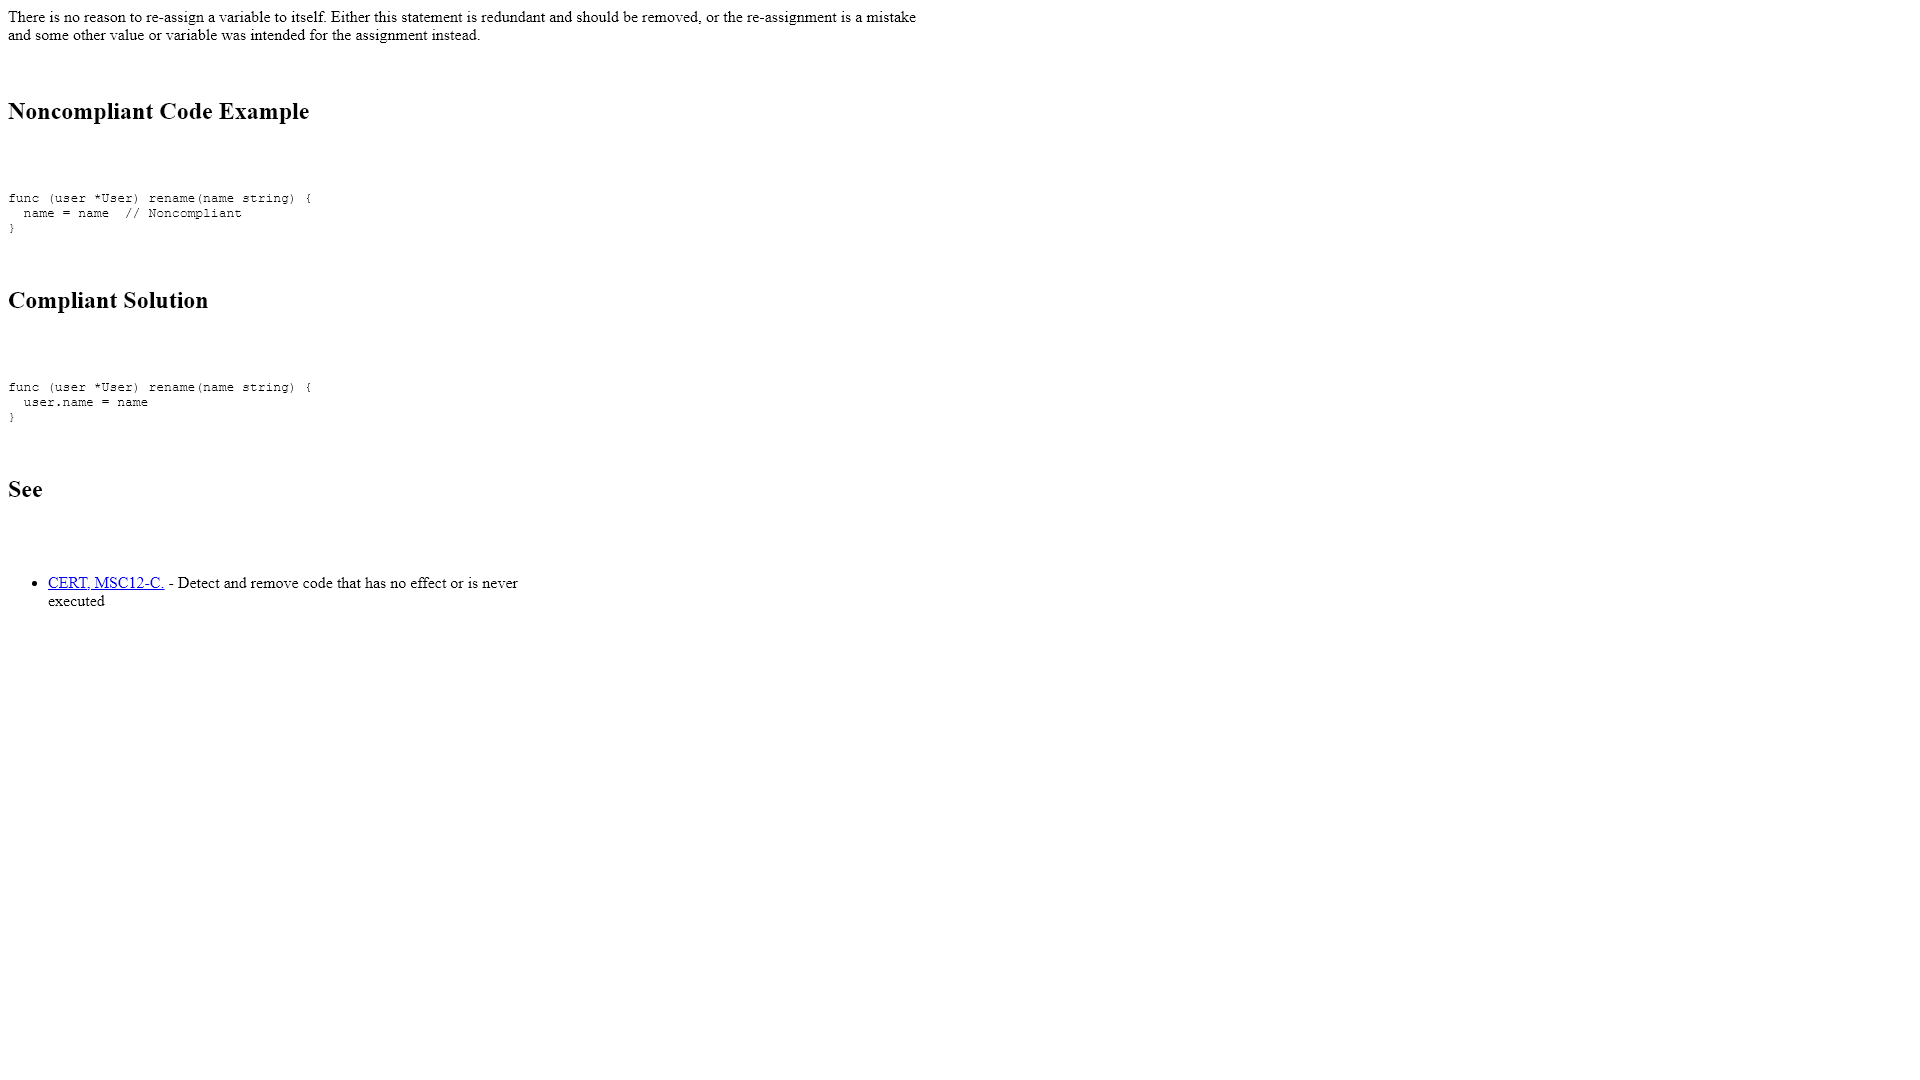 There is no reason to re-assign a variable to itself. Either this statement is redundant and should be removed, or the re-assignment is a mistake
and some other value or variable was intended for the assignment instead.
Noncompliant Code Example
func (user *User) rename(name string) {
  name = name  // Noncompliant
}
Compliant Solution
func (user *User) rename(name string) {
  user.name = name
}
See
• CERT, MSC12-C. - Detect and remove code that has no effect or is never
executed